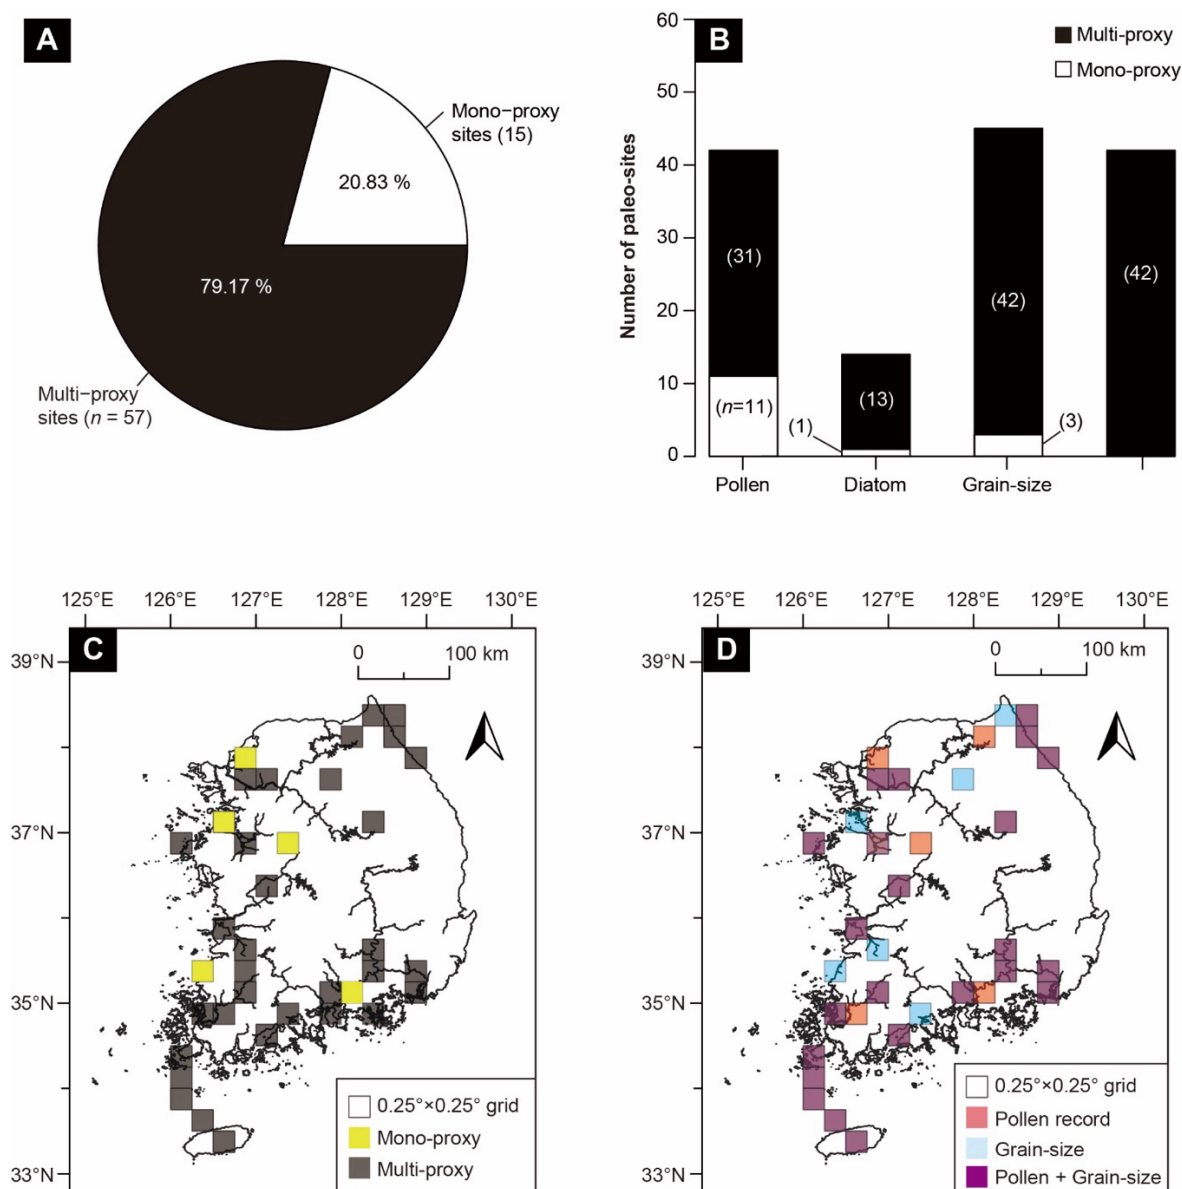 A
Mono−proxy
sites (15)
20.83 %
79.17 %
Multi−proxy
sites (n = 57)
B
Multi-proxy
Mono-proxy
Number of paleo-sites
60
50
40
30
20
10
0
(31)
(n=11)
(1)
(13)
(42)
(3)
(42)
Pollen
Diatom
Grain-size
125°E 126°E 127°E 128°E 129°E 130°E
C
0 100 km
39°N
37°N
35°N
33°N
0.25°×0.25° grid
Mono-proxy
Multi-proxy
125°E 126°E 127°E 128°E 129°E 130°E
D
0 100 km
39°N
37°N
35°N
33°N
0.25°×0.25° grid
Pollen record
Grain-size
Pollen + Grain-size